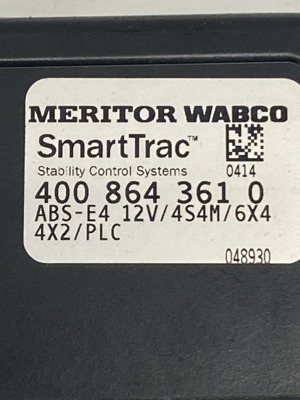 MERITOR WABCO
SmartTrac™
Stability Control Systems 0414
400 864 361 0
ABS-E4 12V/4S4M/6X4
4X2/PLC
048930